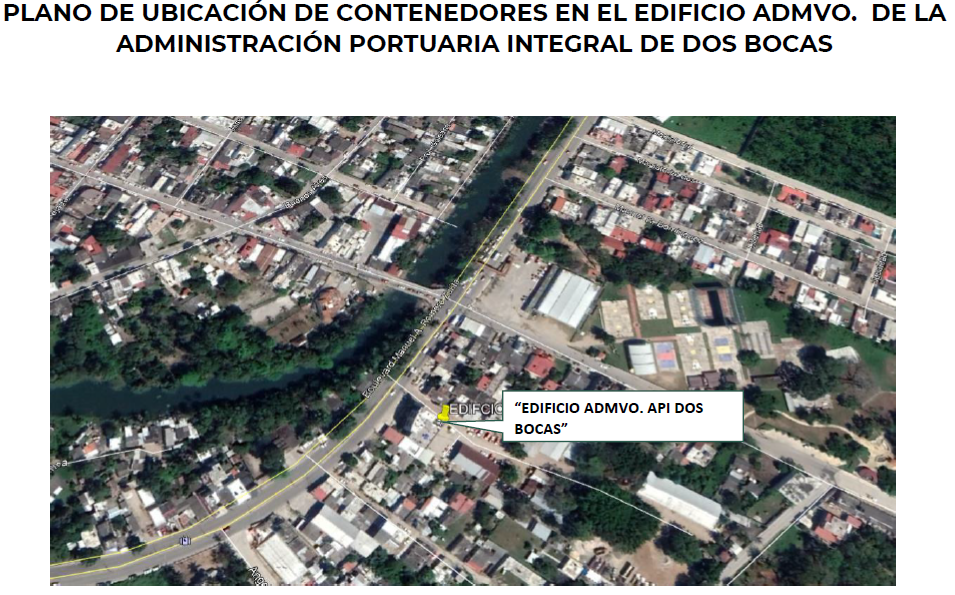 PLANO DE UBICACIÓN DE CONTENEDORES EN EL EDIFICIO ADMVO. DE LA
ADMINISTRACIÓN PORTUARIA INTEGRAL DE DOS BOCAS
EDIFCIO
“EDIFICIO ADMVO. API DOS
BOCAS”